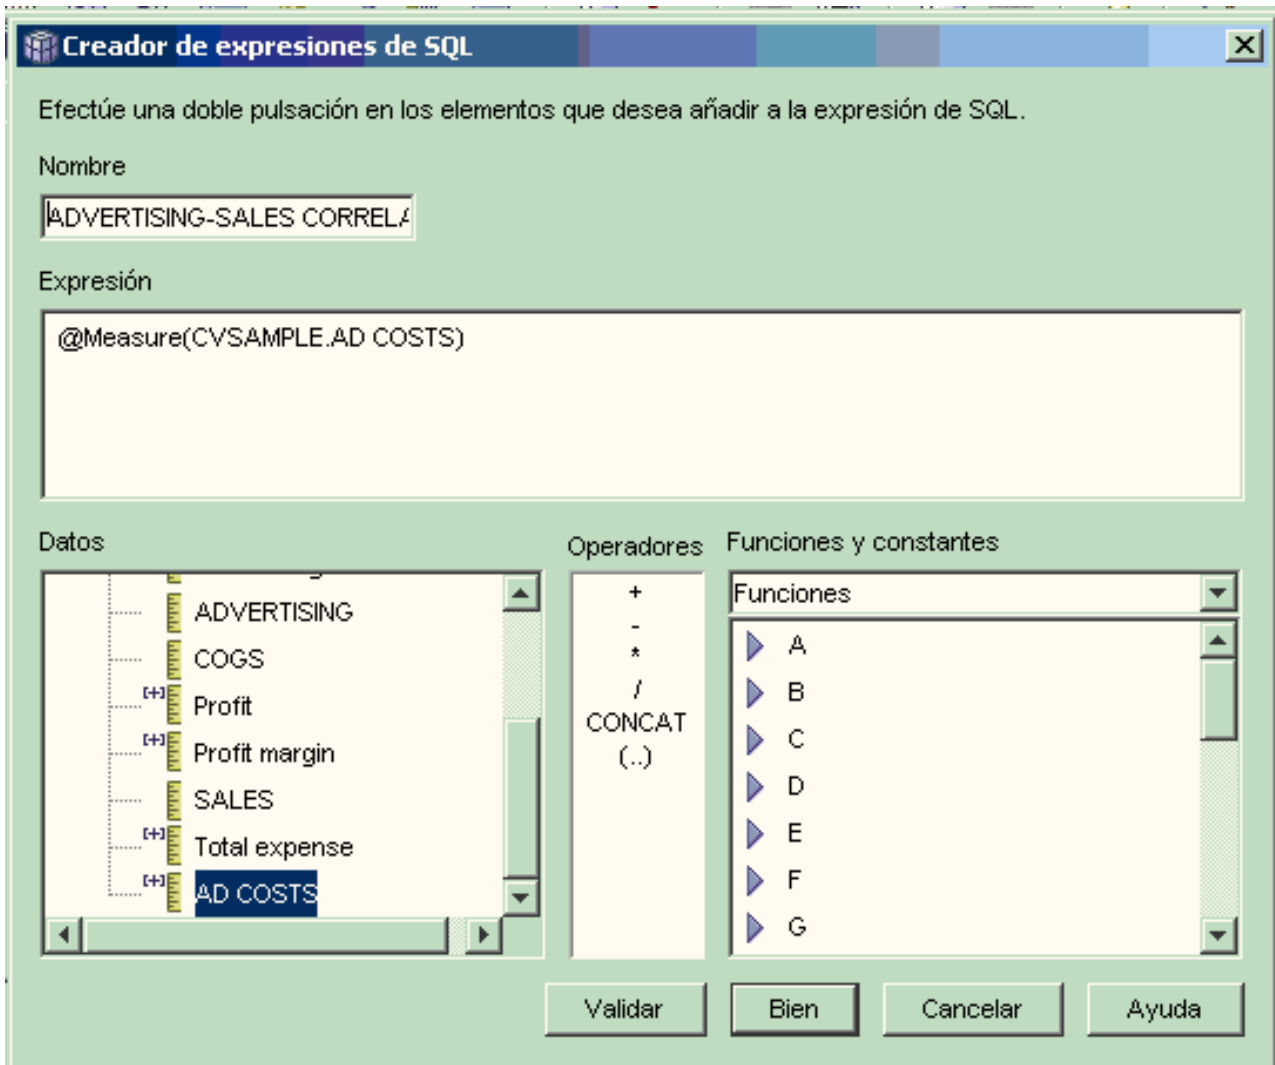 Creador de expresiones de SQL
Efectúe una doble pulsación en los elementos que desea añadir a la expresión de SQL.
Nombre
ADVERTISING-SALES CORRELA
Expresión
@Measure(CVSAMPLE.AD COSTS)
Datos
Operadores
Funciones y constantes
ADVERTISING
COGS
[+] Profit
[+] Profit margin
SALES
[+] Total expense
[+] AD COSTS
+
-
*
/
CONCAT
(..)
Funciones
A
B
C
D
E
F
G
Validar
Bien
Cancelar
Ayuda